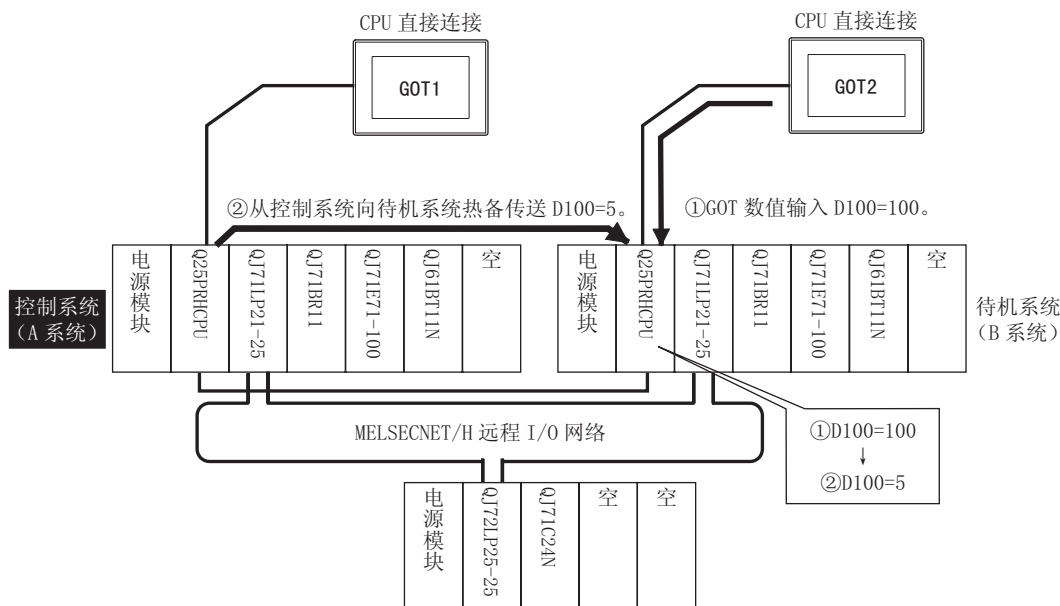 CPU 直接连接
CPU 直接连接
GOT1
GOT2
②从控制系统向待机系统热备传送 D100=5。
①GOT 数值输入 D100=100。
控制系统
（A 系统）
电源模块
Q25PRHCPU
QJ71LP21-25
QJ71BR11
QJ71E71-100
QJ61BT11N
空
电源模块
Q25PRHCPU
QJ71LP21-25
QJ71BR11
QJ71E71-100
QJ61BT11N
空
待机系统
（B 系统）
MELSECNET/H 远程 I/O 网络
①D100=100
↓
②D100=5
电源模块
QJ72LP25-25
QJ71C24N
空
空